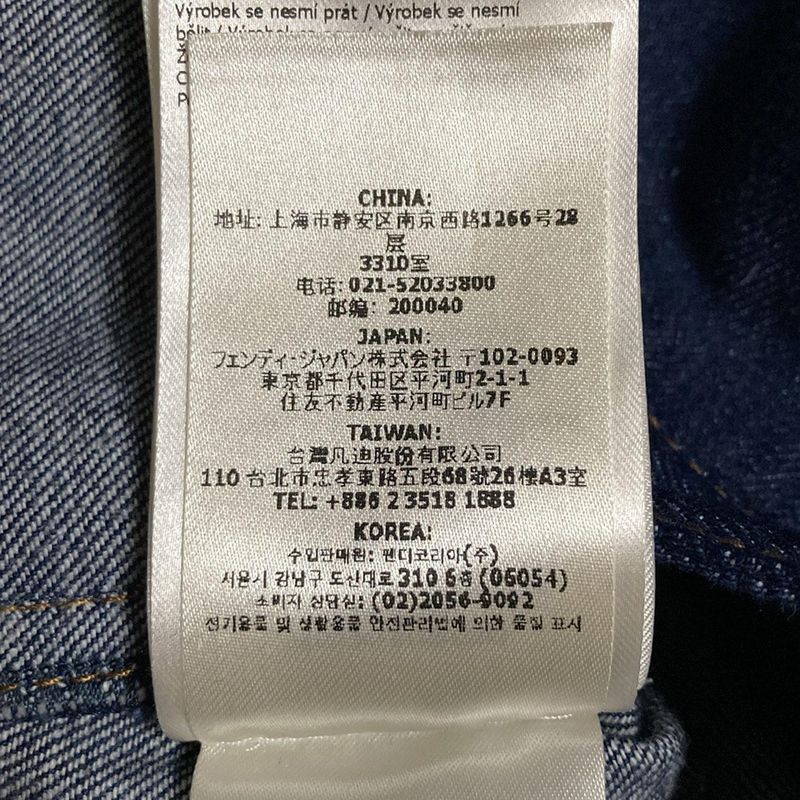 Výrobek se nesmí prát / Výrobek se nesmí
bělit / Výrobek se
Ž
C
P
CHINA:
地址: 上海市静安区南京西路1266号28
层
3310室
电话: 021-52033800
邮编: 200040
JAPAN:
フェンディ・ジャパン株式会社 〒102-0093
東京都千代田区平河町2-1-1
住友不動産平河町ビル7F
TAIWAN:
台灣凡迪股份有限公司
110 台北市忠孝東路五段68號26樓A3室
TEL: +886 2 3518 1888
KOREA:
수입판매원: 펜디코리아(주)
서울시 강남구 도산대로 310 6층 (06054)
소비자 상담실: (02)2056-9092
전기용품 및 생활용품 안전관리법에 의한 품질 표시